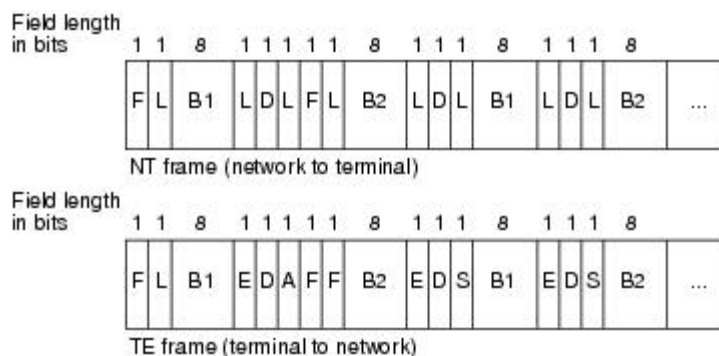 Field length
in bits
1 1 8 1 1 1 1 1 8 1 1 1 8 1 1 1 8
F L B1 L D L F L B2 L D L B1 L D L B2 ...
NT frame (network to terminal)
Field length
in bits
1 1 8 1 1 1 1 1 8 1 1 1 8 1 1 1 8
F L B1 E D A F F B2 E D S B1 E D S B2 ...
TE frame (terminal to network)